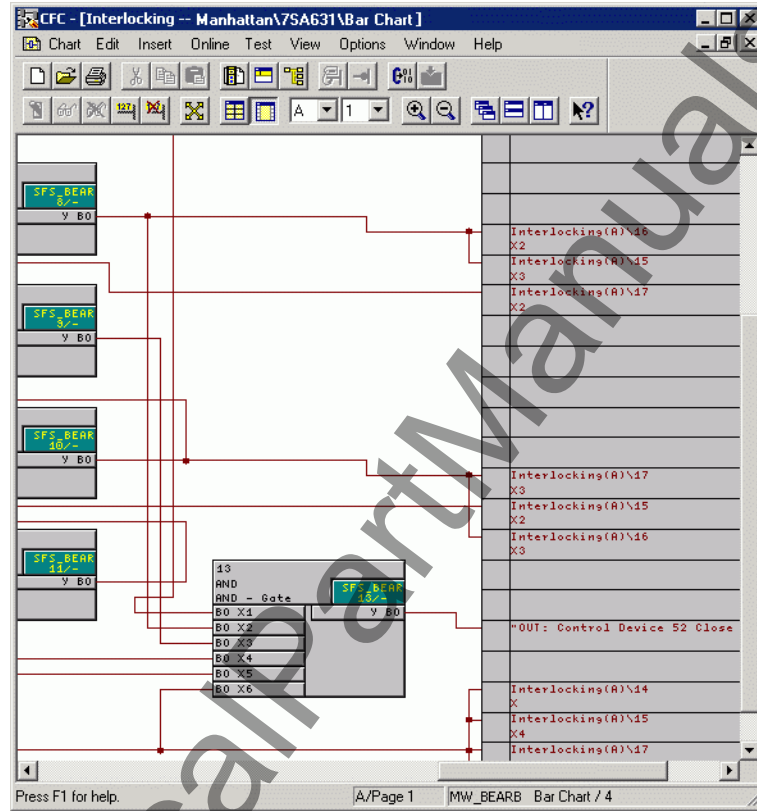 CFC - [Interlocking -- Manhattan\7SA631\Bar Chart]
Chart Edit Insert Online Test View Options Window Help
A 1
SFS_BEAR
8/-
Y BO
Interlocking(A)\16
X2
Interlocking(A)\15
X3
Interlocking(A)\17
X2
SFS_BEAR
9/-
Y BO
SFS_BEAR
10/-
Y BO
Interlocking(A)\17
X3
Interlocking(A)\15
X2
Interlocking(A)\16
X3
SFS_BEAR
11/-
Y BO
13
AND
AND - Gate
SFS_BEAR
13/-
BO X1
Y BO
BO X2
BO X3
BO X4
BO X5
BO X6
"OUT: Control Device 52 Close
Interlocking(A)\14
X
Interlocking(A)\15
X4
Interlocking(A)\17
Press F1 for help.
A/Page 1
MW_BEARB Bar Chart / 4